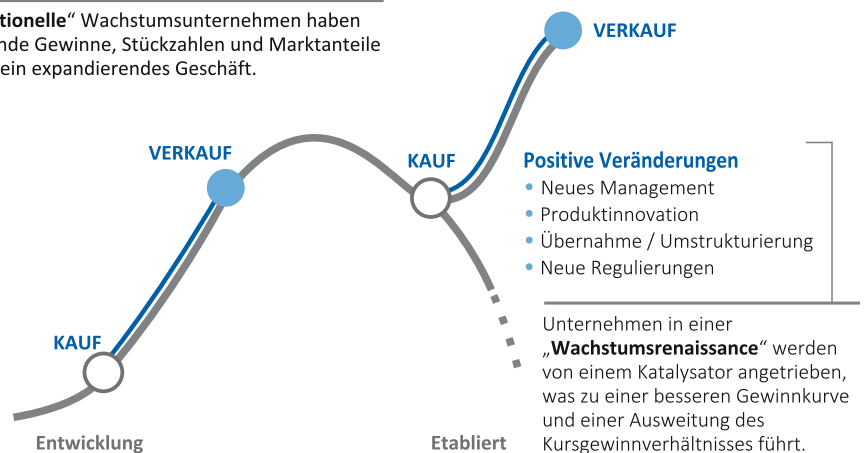 tionelle“ Wachstumsunternehmen haben
nde Gewinne, Stückzahlen und Marktanteile
ein expandierendes Geschäft.
VERKAUF
VERKAUF
KAUF
Positive Veränderungen
• Neues Management
• Produktinnovation
• Übernahme / Umstrukturierung
• Neue Regulierungen
KAUF
Unternehmen in einer
„Wachstumsrenaissance“ werden
von einem Katalysator angetrieben,
was zu einer besseren Gewinnkurve
und einer Ausweitung des
Kursgewinnverhältnisses führt.
Entwicklung
Etabliert